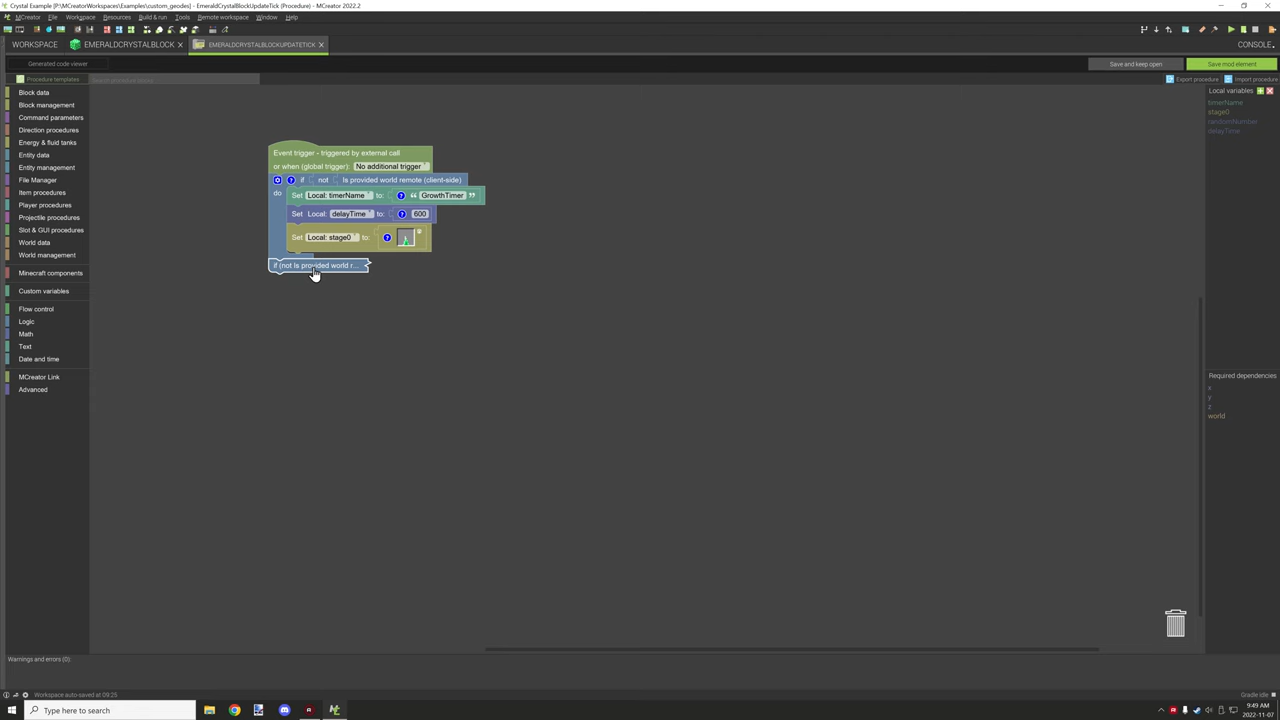 Crystal Example [P:\MCreatorWorkspaces\Examples\custom_geodes] - EmeraldCrystalBlockUpdateTick (Procedure) - MCreator 2022.2
MCreator File Workspace Resources Build & run Tools Remote workspace Window Help
WORKSPACE EMERALDCRYSTALBLOCK EMERALDCRYSTALBLOCKUPDATETICK CONSOLE
Generated code viewer Save and keep open Save mod element
Procedure templates Export procedure Import procedure
Block data
Block management
Command parameters
Direction procedures
Energy & fluid tanks
Entity data
Entity management
File Manager
Item procedures
Player procedures
Projectile procedures
Slot & GUI procedures
World data
World management
Minecraft components
Custom variables
Flow control
Logic
Math
Text
Date and time
MCreator Link
Advanced
Event trigger - triggered by external call
or when (global trigger): No additional trigger
if not Is provided world remote (client-side)
do
Set Local: timerName to: “ GrowthTimer ”
Set Local: delayTime to: 600
Set Local: stage0 to:
if (not Is provided world r...
Local variables
timerName
stage0
randomNumber
delayTime
Required dependencies
x
y
z
world
Warnings and errors (0):
Workspace auto-saved at 09:25 Gradle idle
Type here to search
9:49 AM
2022-11-07